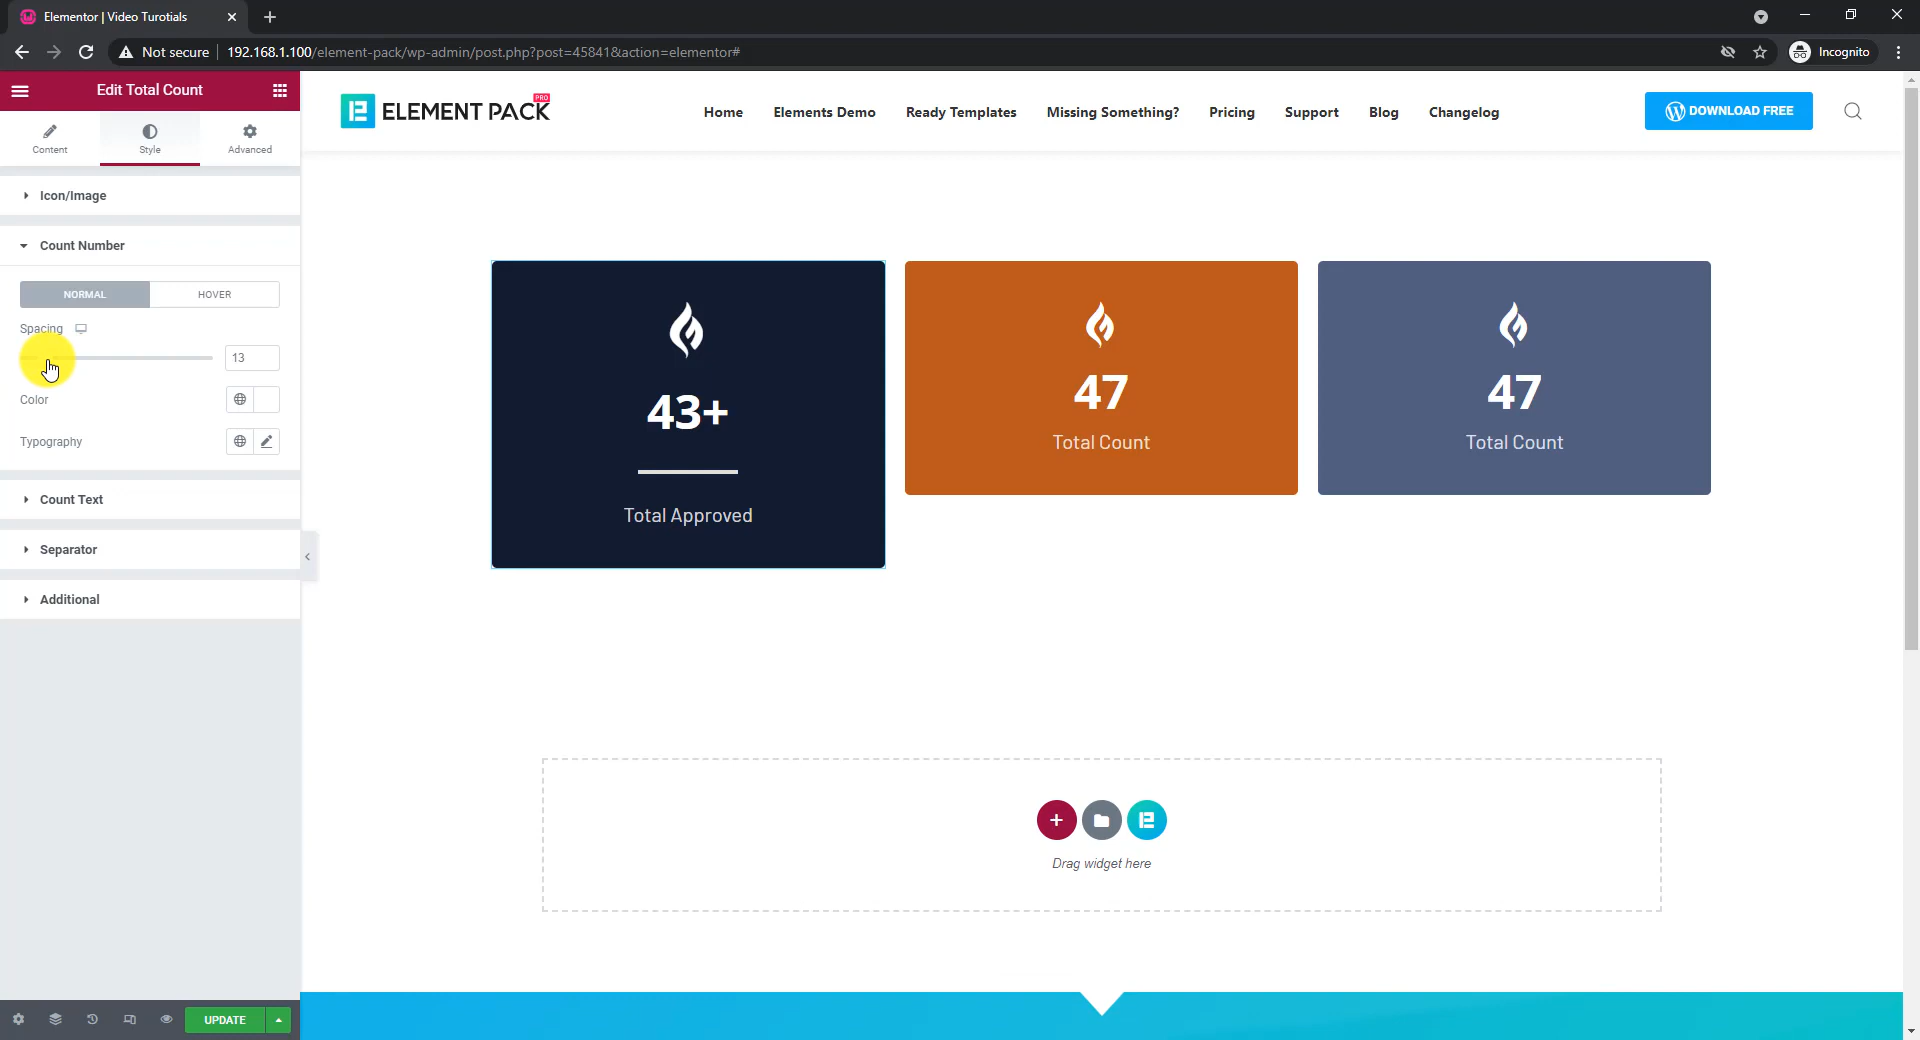 Elementor | Video Turotials
Not secure
192.168.1.100/element-pack/wp-admin/post.php?post=45841&action=elementor#
Incognito
Edit Total Count
Content
Style
Advanced
Icon/Image
Count Number
NORMAL
HOVER
Spacing
13
Color
Typography
Count Text
Separator
Additional
UPDATE
ELEMENT PACK
PRO
Home
Elements Demo
Ready Templates
Missing Something?
Pricing
Support
Blog
Changelog
DOWNLOAD FREE
43+
Total Approved
47
Total Count
47
Total Count
Drag widget here